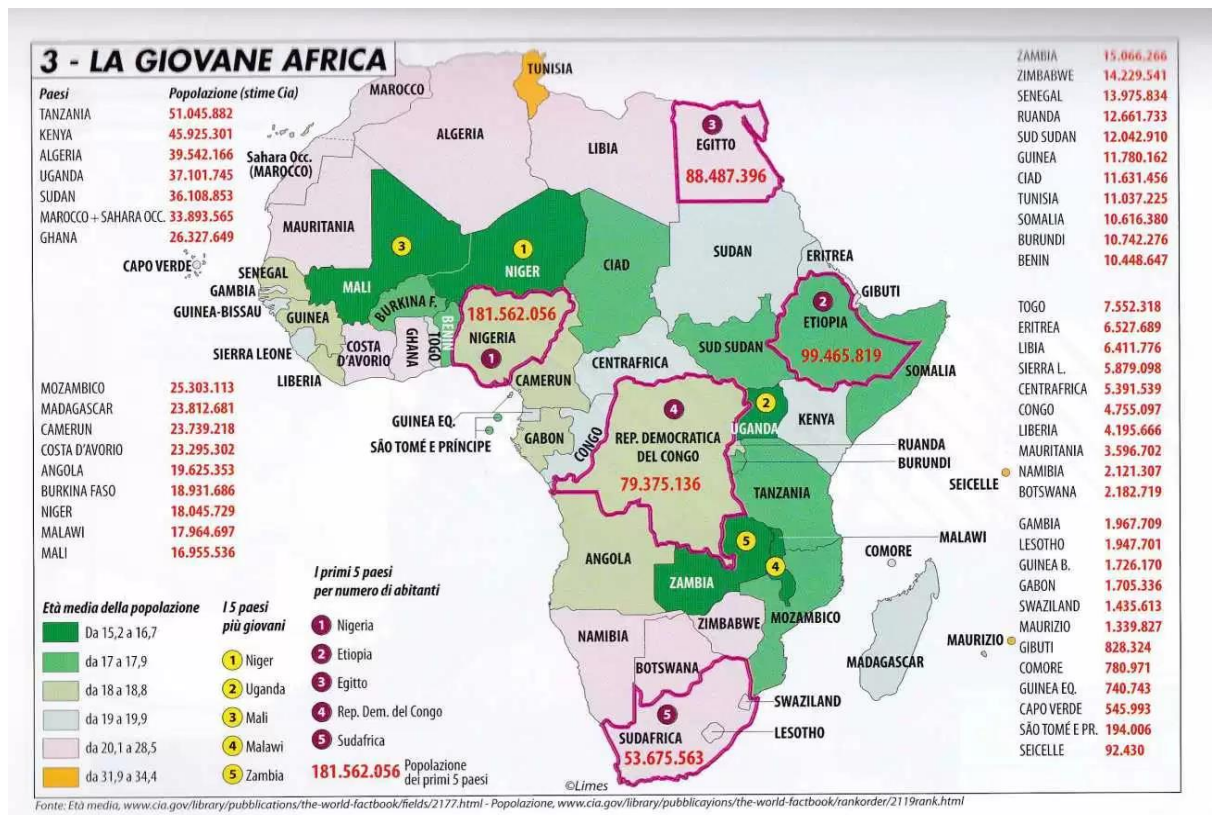 3 - LA GIOVANE AFRICA
Paesi Popolazione (stime Cia)
TANZANIA 51.045.882
KENYA 45.925.301
ALGERIA 39.542.166
UGANDA 37.101.745
SUDAN 36.108.853
MAROCCO + SAHARA OCC. 33.893.565
GHANA 26.327.649
MOZAMBICO 25.303.113
MADAGASCAR 23.812.681
CAMERUN 23.739.218
COSTA D'AVORIO 23.295.302
ANGOLA 19.625.353
BURKINA FASO 18.931.686
NIGER 18.045.729
MALAWI 17.964.697
MALI 16.955.536
ZAMBIA 15.066.266
ZIMBABWE 14.229.541
SENEGAL 13.975.834
RUANDA 12.661.733
SUD SUDAN 12.042.910
GUINEA 11.780.162
CIAD 11.631.456
TUNISIA 11.037.225
SOMALIA 10.616.380
BURUNDI 10.742.276
BENIN 10.448.647
TOGO 7.552.318
ERITREA 6.527.689
LIBIA 6.411.776
SIERRA L. 5.879.098
CENTRAFRICA 5.391.539
CONGO 4.755.097
LIBERIA 4.195.666
MAURITANIA 3.596.702
NAMIBIA 2.121.307
BOTSWANA 2.182.719
GAMBIA 1.967.709
LESOTHO 1.947.701
GUINEA B. 1.726.170
GABON 1.705.336
SWAZILAND 1.435.613
MAURIZIO 1.339.827
GIBUTI 828.324
COMORE 780.971
GUINEA EQ. 740.743
CAPO VERDE 545.993
SÃO TOMÉ E PR. 194.006
SEICELLE 92.430
TUNISIA
MAROCCO
ALGERIA
LIBIA
3
EGITTO
88.487.396
Sahara Occ.
(MAROCCO)
MAURITANIA
3
MALI
1
NIGER
CIAD
SUDAN
ERITREA
GIBUTI
CAPO VERDE
SENEGAL
GAMBIA
GUINEA-BISSAU
GUINEA
SIERRA LEONE
LIBERIA
BURKINA F.
COSTA
D'AVORIO
GHANA
TOGO
BENIN
181.562.056
NIGERIA
1
2
ETIOPIA
99.465.819
SUD SUDAN
SOMALIA
CENTRAFRICA
CAMERUN
GUINEA EQ.
SÃO TOMÉ E PRÍNCIPE
GABON
CONGO
4
REP. DEMOCRATICA
DEL CONGO
79.375.136
2
UGANDA
KENYA
RUANDA
BURUNDI
SEICELLE
TANZANIA
ANGOLA
5
ZAMBIA
MALAWI
4
COMORE
MOZAMBICO
ZIMBABWE
NAMIBIA
BOTSWANA
MADAGASCAR
MAURIZIO
SWAZILAND
LESOTHO
5
SUDAFRICA
53.675.563
Età media della popolazione
Da 15,2 a 16,7
da 17 a 17,9
da 18 a 18,8
da 19 a 19,9
da 20,1 a 28,5
da 31,9 a 34,4
I 5 paesi
più giovani
1 Niger
2 Uganda
3 Mali
4 Malawi
5 Zambia
I primi 5 paesi
per numero di abitanti
1 Nigeria
2 Etiopia
3 Egitto
4 Rep. Dem. del Congo
5 Sudafrica
181.562.056 Popolazione
dei primi 5 paesi
©Limes
Fonte: Età media, www.cia.gov/library/pubblications/the-world-factbook/fields/2177.html - Popolazione, www.cia.gov/library/pubblicayions/the-world-factbook/rankorder/2119rank.html